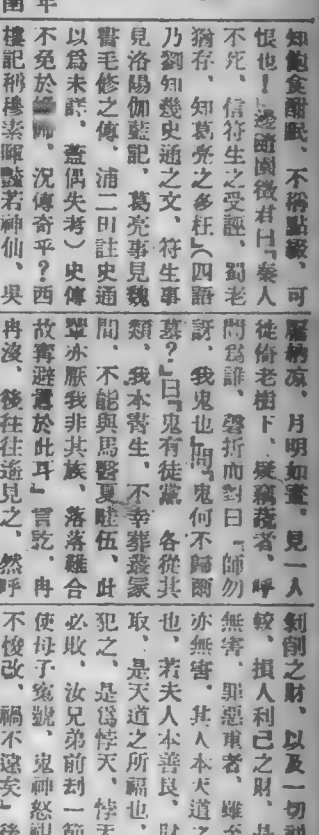 年
南
知飽食酣眠、不稱點綴、可
恨也！邊隨園徵君曰『秦人
不死、信符生之受誣、蜀老
猶存、知葛亮之多枉』（四語
乃劉知幾史通之文、符生事
見洛陽伽藍記、葛亮事見魏
書毛修之傳、浦二田註史通
以爲未詳、蓋偶失考）史傳
不免於緣飾、況傳奇乎？西
樓記稱穆素暉豔若神仙、吳
納涼、月明如晝、見一人
徙倚老樹下、疑竊蔬者、呼
問爲誰、磬折而對曰『師勿
訝、我鬼也』問『鬼何不歸爾
墓？』曰『鬼有徒黨、各從其
類、我本書生、不幸葬叢冢
間、不能與馬醫夏畦伍、此
輩亦厭我非其族、落落難合
故寧避囂於此耳』言訖、冉
冉沒、後往往遙見之、然呼
剝削之財、以及一切
較、損人利己之財、
無害、罪惡重者、雖
亦無害、其人本天道之
也、若夫人本善良、財
取、是天道之所福也、
犯之、是爲悖天、悖天
必敗、汝兄弟前刦一節
使母子冤號、鬼神怒
不悛改、禍不遠矣』後